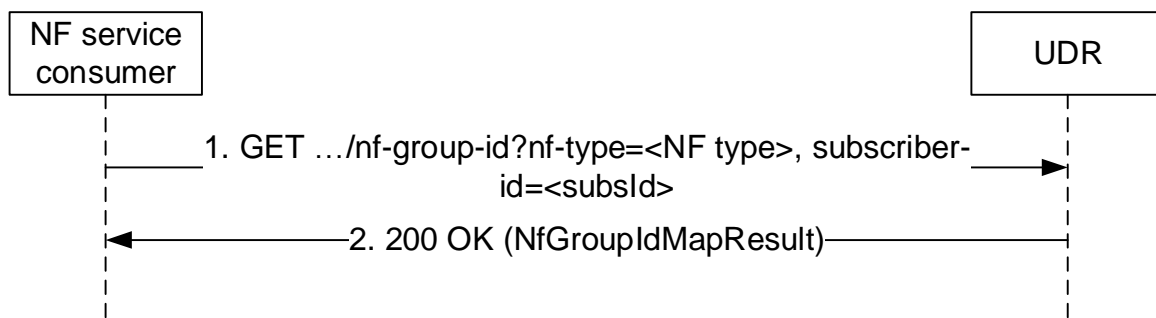 NF service
consumer
UDR
1. GET …/nf-group-id?nf-type=<NF type>, subscriber-
id=<subsId>
2. 200 OK (NfGroupIdMapResult)